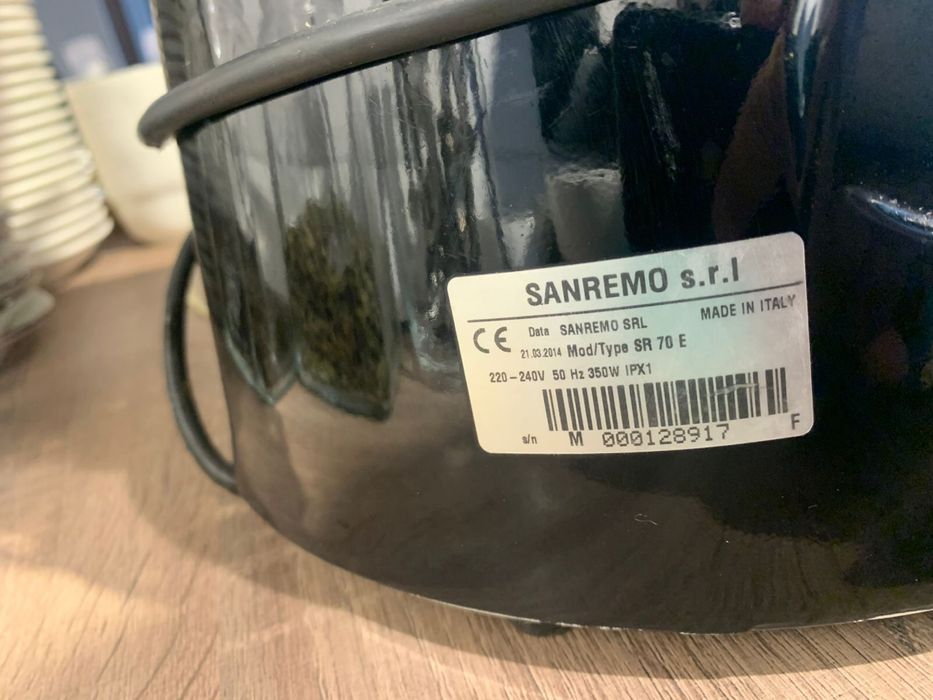 SANREMO s.r.l
MADE IN ITALY
CE Data SANREMO SRL
21.03.2014 Mod/Type SR 70 E
220-240V 50 Hz 350W IPX1
s/n M 000128917 F